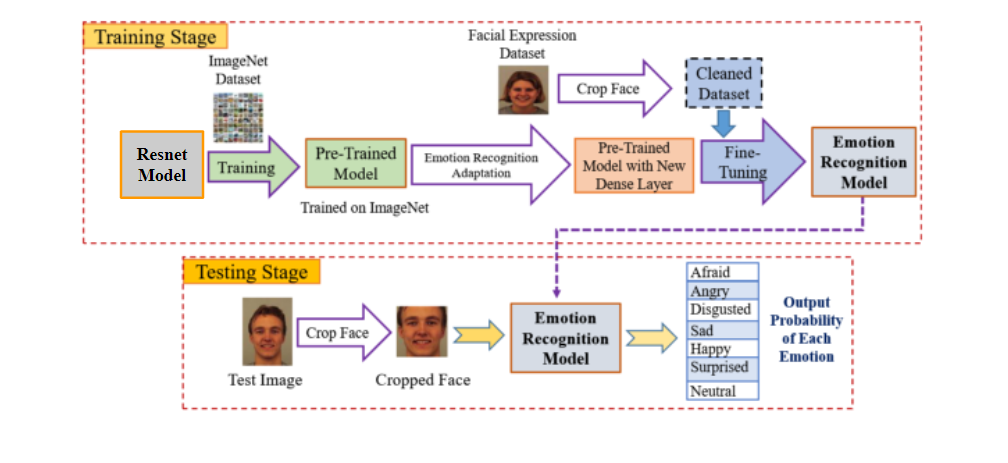 Training Stage
Facial Expression
Dataset
ImageNet
Dataset
Crop Face
Cleaned
Dataset
Resnet
Model
Training
Pre-Trained
Model
Emotion Recognition
Adaptation
Pre-Trained
Model with New
Dense Layer
Fine-
Tuning
Emotion
Recognition
Model
Trained on ImageNet
Testing Stage
Test Image
Crop Face
Cropped Face
Emotion
Recognition
Model
Afraid
Angry
Disgusted
Sad
Happy
Surprised
Neutral
Output
Probability
of Each
Emotion